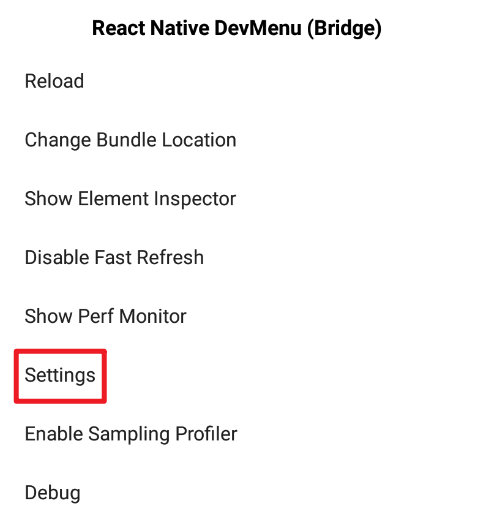 React Native DevMenu (Bridge)
Reload
Change Bundle Location
Show Element Inspector
Disable Fast Refresh
Show Perf Monitor
Settings
Enable Sampling Profiler
Debug